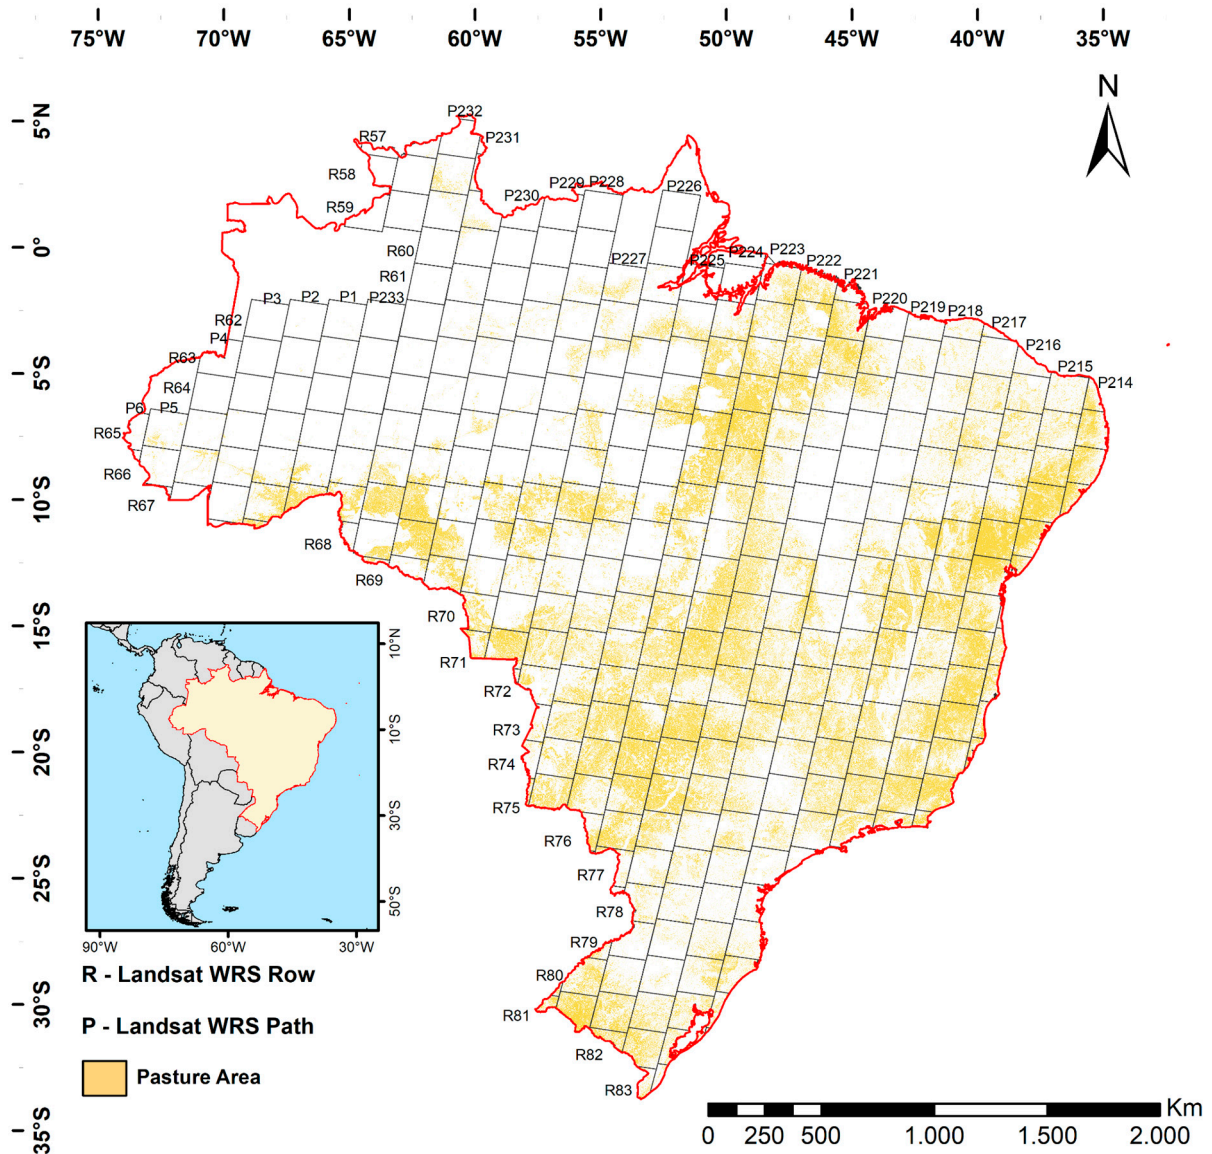 75°W 70°W 65°W 60°W 55°W 50°W 45°W 40°W 35°W
N
5°N
P232
R57
P231
R58
P229
P228
P226
P230
R59
0°
R60
P227
P225
P224
P223
P222
R61
P221
P3
P2
P1
P233
P220
P219
P218
R62
P217
P4
P216
R63
5°S
P215
R64
P214
P6
P5
R65
R66
10°S
R67
R68
R69
15°S
R70
R71
R72
R73
20°S
R74
R75
R76
25°S
R77
R78
R79
R80
30°S
R81
R82
R83
35°S
10°N
10°S
30°S
50°S
90°W 60°W 30°W
R - Landsat WRS Row
P - Landsat WRS Path
Pasture Area
Km
0 250 500 1.000 1.500 2.000